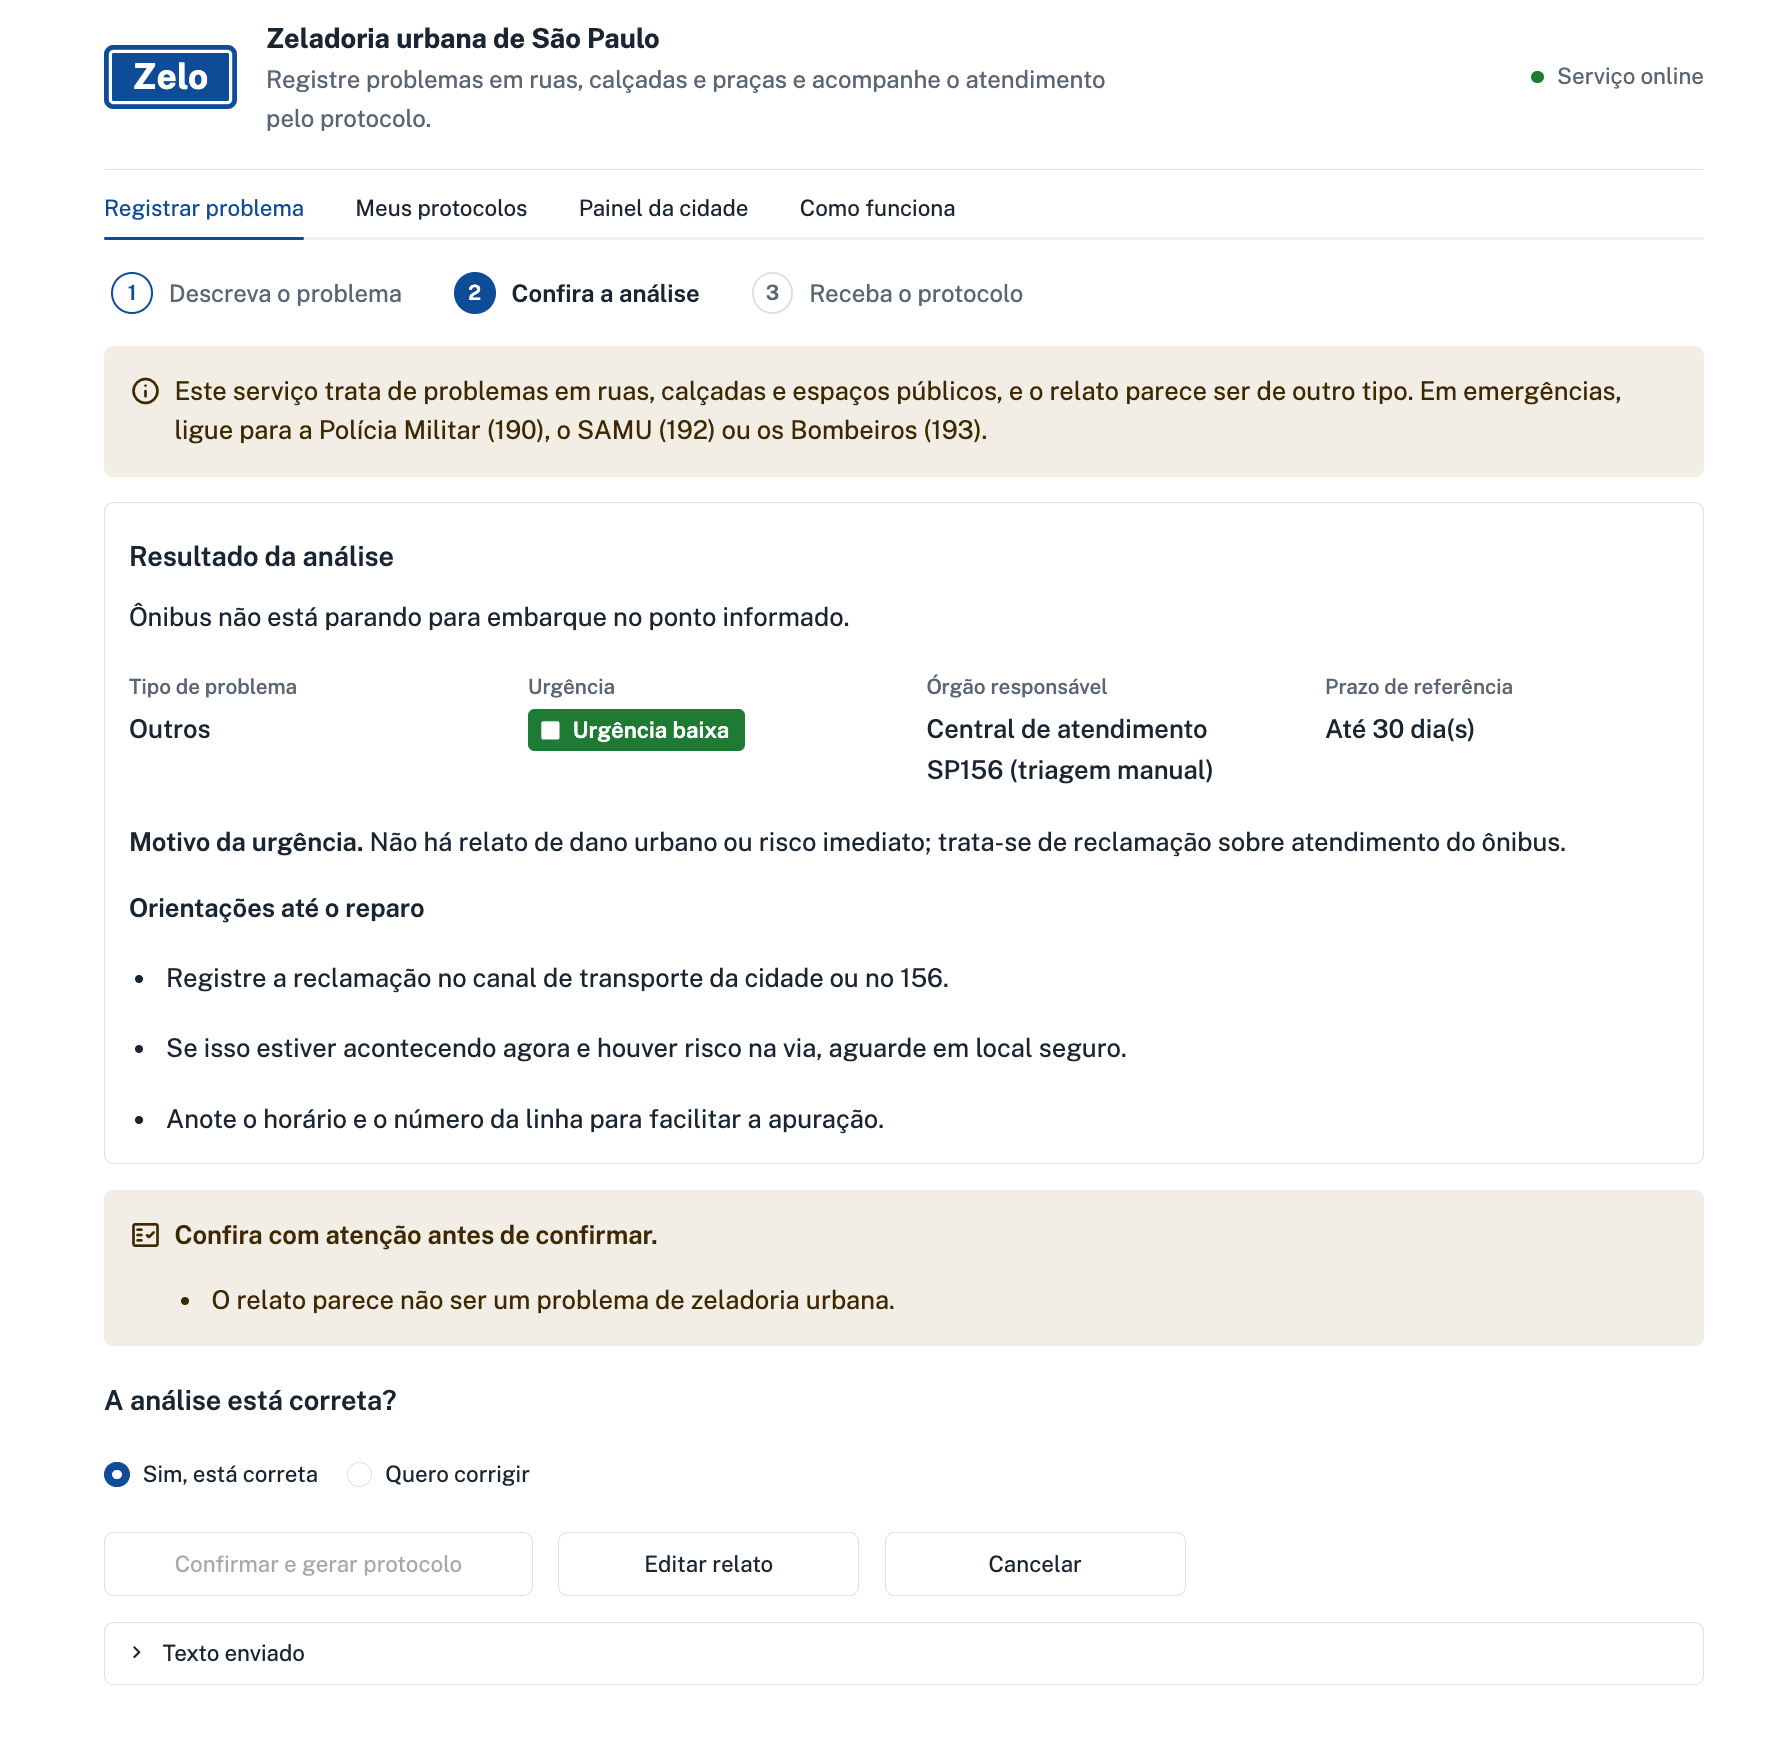 Zelo
Zeladoria urbana de São Paulo
Registre problemas em ruas, calçadas e praças e acompanhe o atendimento
pelo protocolo.
Serviço online
Registrar problema Meus protocolos Painel da cidade Como funciona
1 Descreva o problema 2 Confira a análise 3 Receba o protocolo
Este serviço trata de problemas em ruas, calçadas e espaços públicos, e o relato parece ser de outro tipo. Em emergências,
ligue para a Polícia Militar (190), o SAMU (192) ou os Bombeiros (193).
Resultado da análise
Ônibus não está parando para embarque no ponto informado.
Tipo de problema
Outros
Urgência
Urgência baixa
Órgão responsável
Central de atendimento
SP156 (triagem manual)
Prazo de referência
Até 30 dia(s)
Motivo da urgência. Não há relato de dano urbano ou risco imediato; trata-se de reclamação sobre atendimento do ônibus.
Orientações até o reparo
• Registre a reclamação no canal de transporte da cidade ou no 156.
• Se isso estiver acontecendo agora e houver risco na via, aguarde em local seguro.
• Anote o horário e o número da linha para facilitar a apuração.
Confira com atenção antes de confirmar.
• O relato parece não ser um problema de zeladoria urbana.
A análise está correta?
Sim, está correta Quero corrigir
Confirmar e gerar protocolo Editar relato Cancelar
Texto enviado